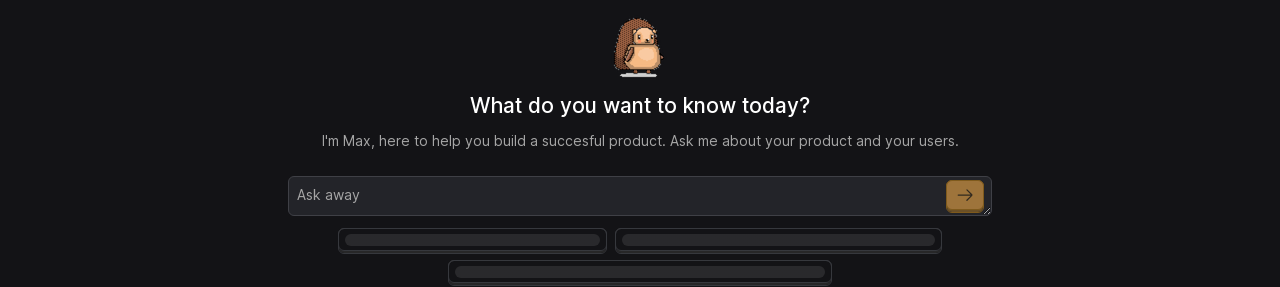 What do you want to know today?
I'm Max, here to help you build a succesful product. Ask me about your product and your users.
Ask away